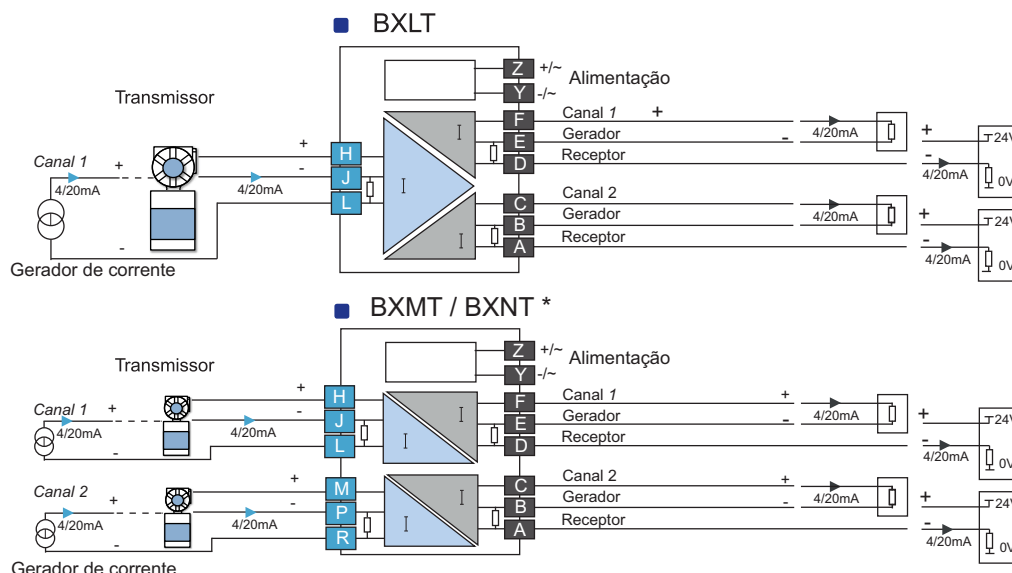 BXLT
Z +/~
Alimentação
Y -/~
Transmissor
F Canal 1 +
I
4/20mA
+ 24V
E Gerador -
H +
Canal 1 +
4/20mA
D Receptor
-
4/20mA
0V
J -
4/20mA
I
L
C Canal 2
4/20mA
+ 24V
B Gerador
I
A Receptor
-
4/20mA
0V
-
Gerador de corrente
BXMT / BXNT *
Z +/~
Alimentação
Y -/~
Transmissor
H +
F Canal 1 +
I
4/20mA
+ 24V
Canal 1 +
4/20mA
J -
4/20mA
E Gerador -
I
L
-
D Receptor
-
4/20mA
0V
M +
C Canal 2 +
I
4/20mA
+ 24V
Canal 2 +
4/20mA
P -
4/20mA
B Gerador -
I
R
-
A Receptor
-
4/20mA
0V
Gerador de corrente